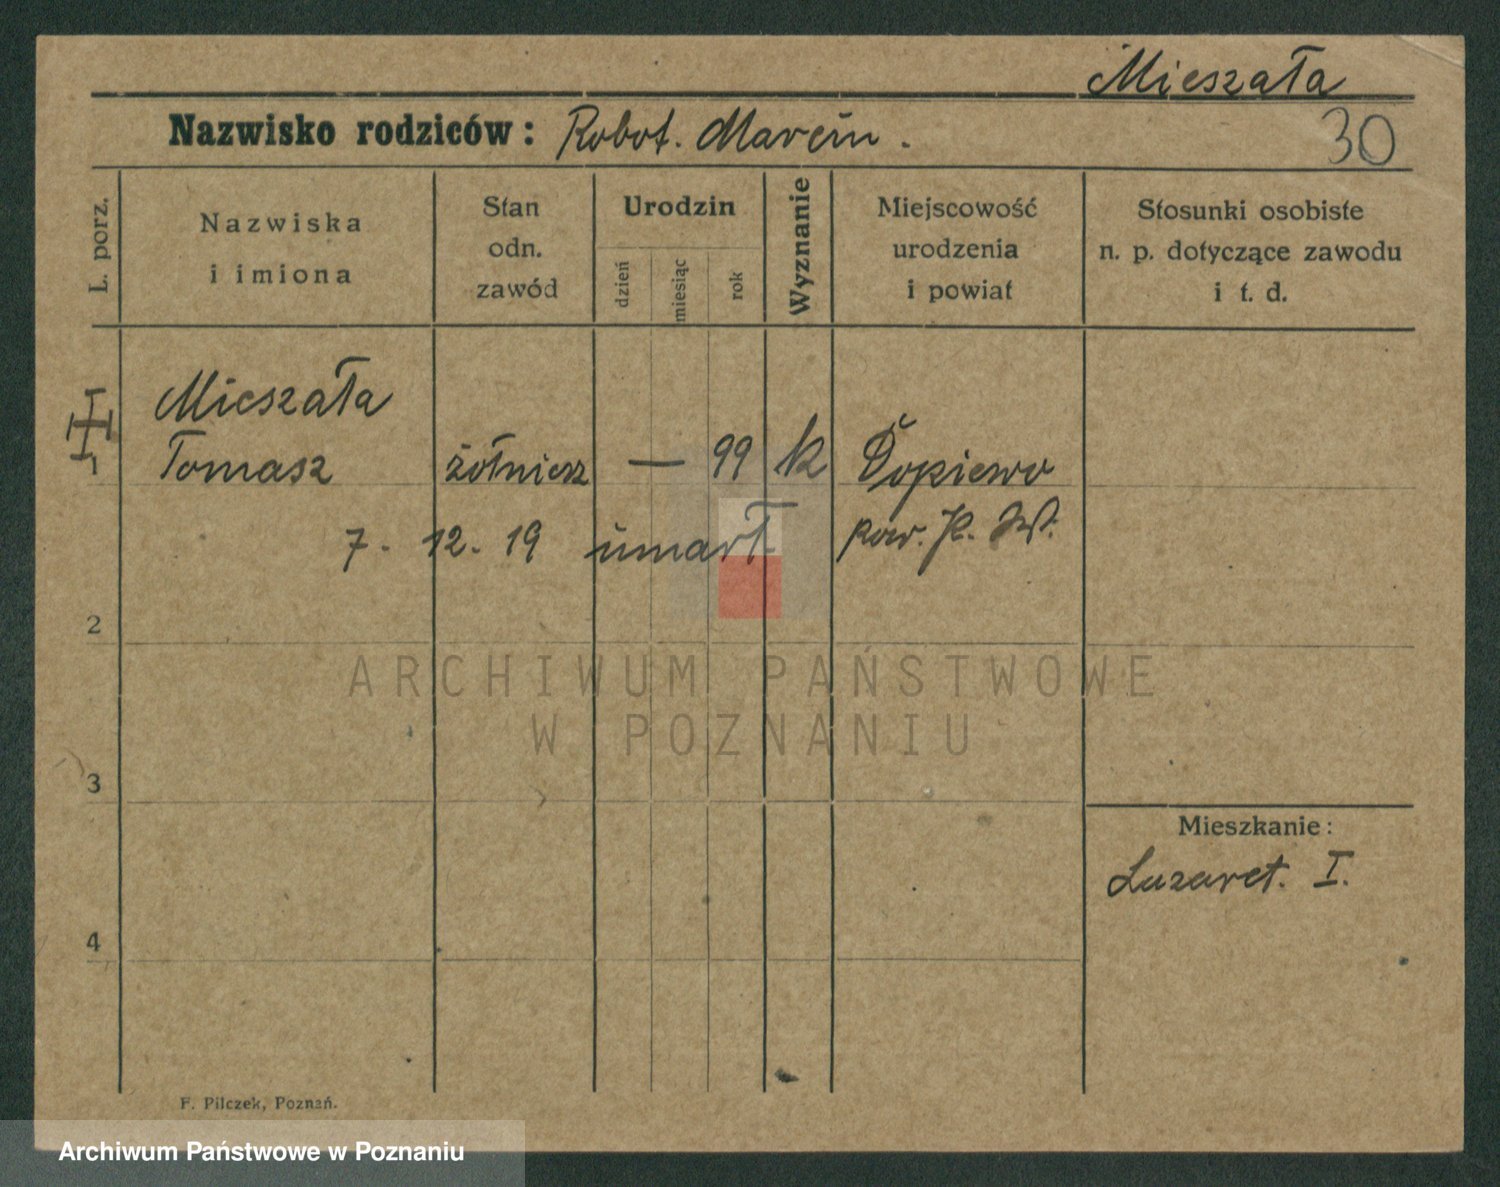 Mieszała
Nazwisko rodziców: Robot. Marcin.
30
L. porz.
Nazwiska
i imiona
Stan
odn.
zawód
Urodzin
dzień
miesiąc
rok
Wyznanie
Miejscowość
urodzenia
i powiat
Stosunki osobiste
n. p. dotyczące zawodu
i t. d.
Mieszała
1 Tomasz żołnierz — 99 k Dopiewo
7. 12. 19 umarł pow. P. W.
2
ARCHIWUM PAŃSTWOWE
W POZNANIU
3
Mieszkanie:
Lazaret. I.
4
F. Pilczek, Poznań.
Archiwum Państwowe w Poznaniu